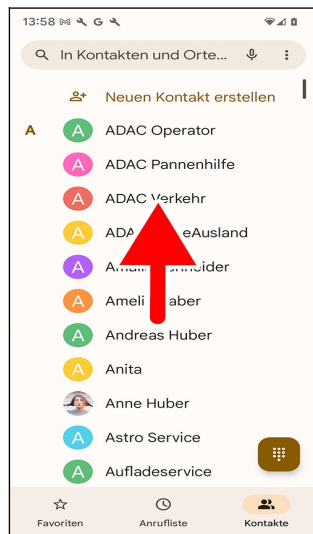 13:58
In Kontakten und Orte...
Neuen Kontakt erstellen
A
A ADAC Operator
A ADAC Pannenhilfe
A ADAC Verkehr
A eAusland
A
A Ameli
A Andreas Huber
A Anita
Anne Huber
A Astro Service
A Aufladeservice
Favoriten Anrufliste Kontakte